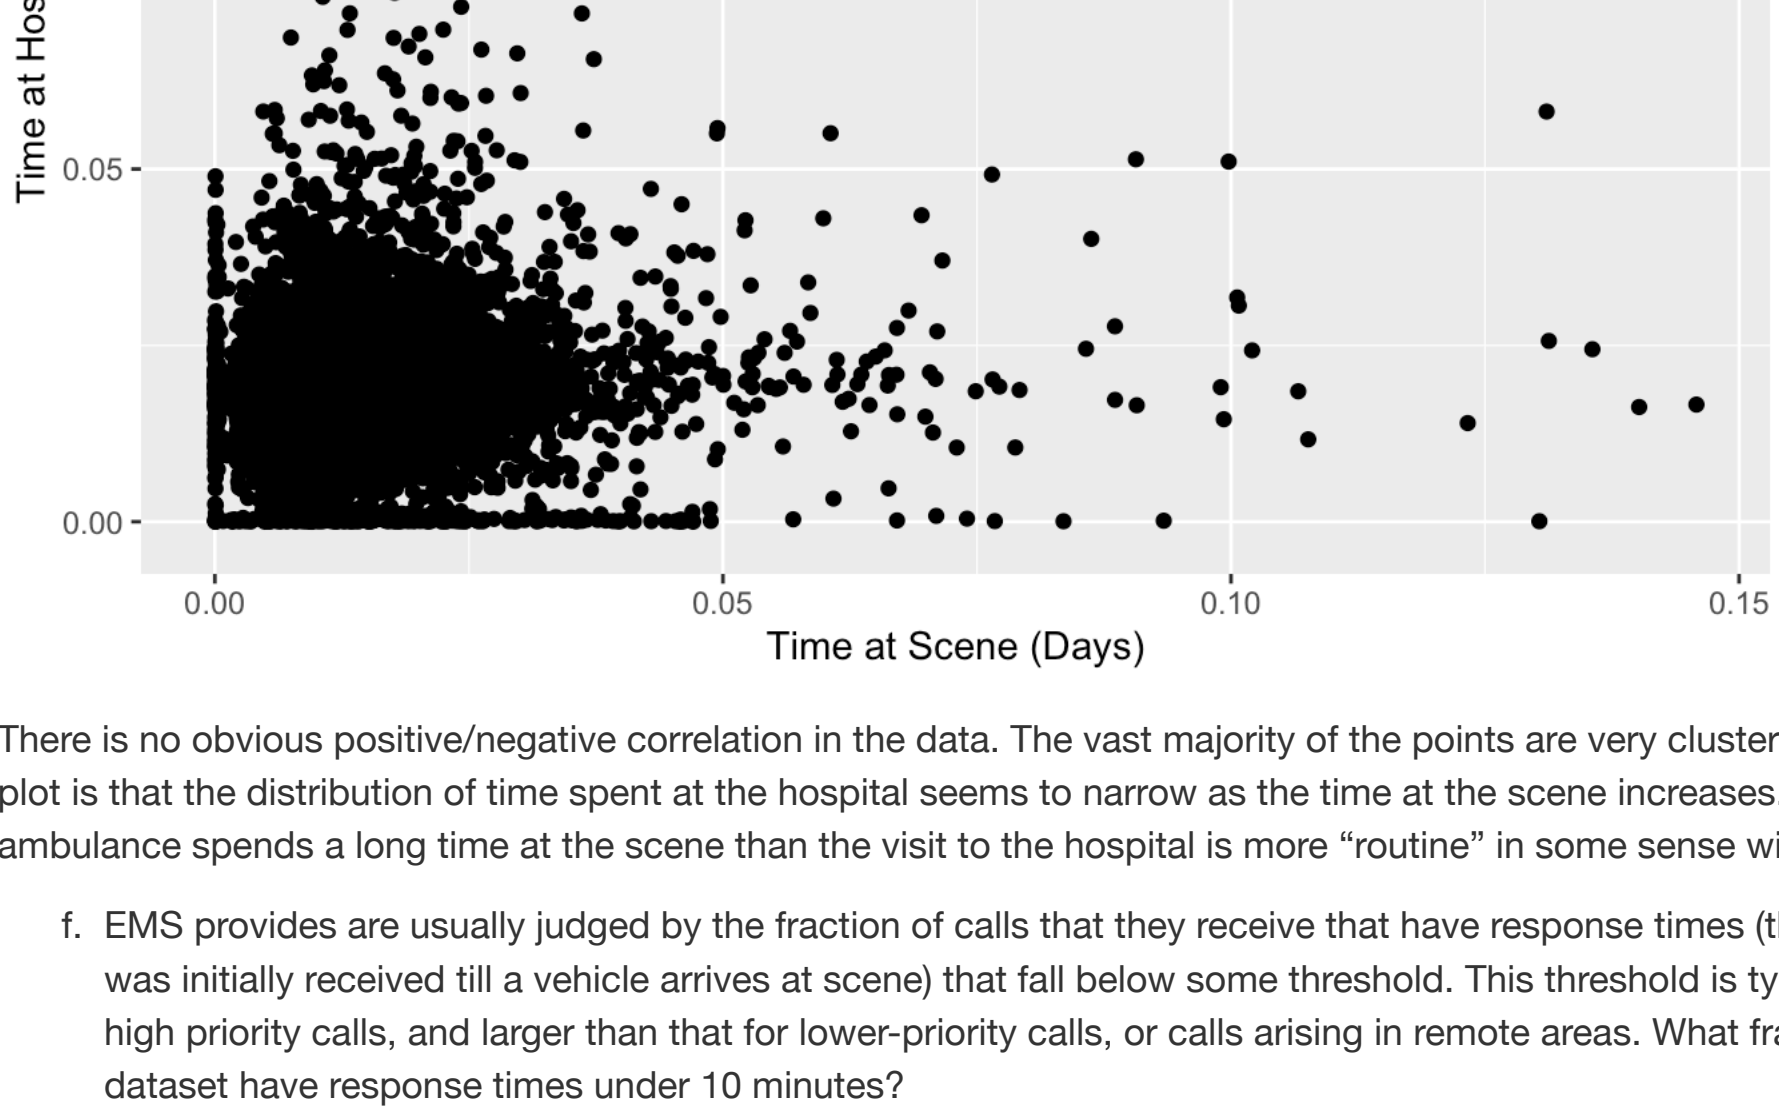 Time at Hos
0.05
0.00
0.00 0.05 0.10 0.15
Time at Scene (Days)
There is no obvious positive/negative correlation in the data. The vast majority of the points are very cluster
plot is that the distribution of time spent at the hospital seems to narrow as the time at the scene increases.
ambulance spends a long time at the scene than the visit to the hospital is more “routine” in some sense wi
f. EMS provides are usually judged by the fraction of calls that they receive that have response times (th
was initially received till a vehicle arrives at scene) that fall below some threshold. This threshold is ty
high priority calls, and larger than that for lower-priority calls, or calls arising in remote areas. What fra
dataset have response times under 10 minutes?